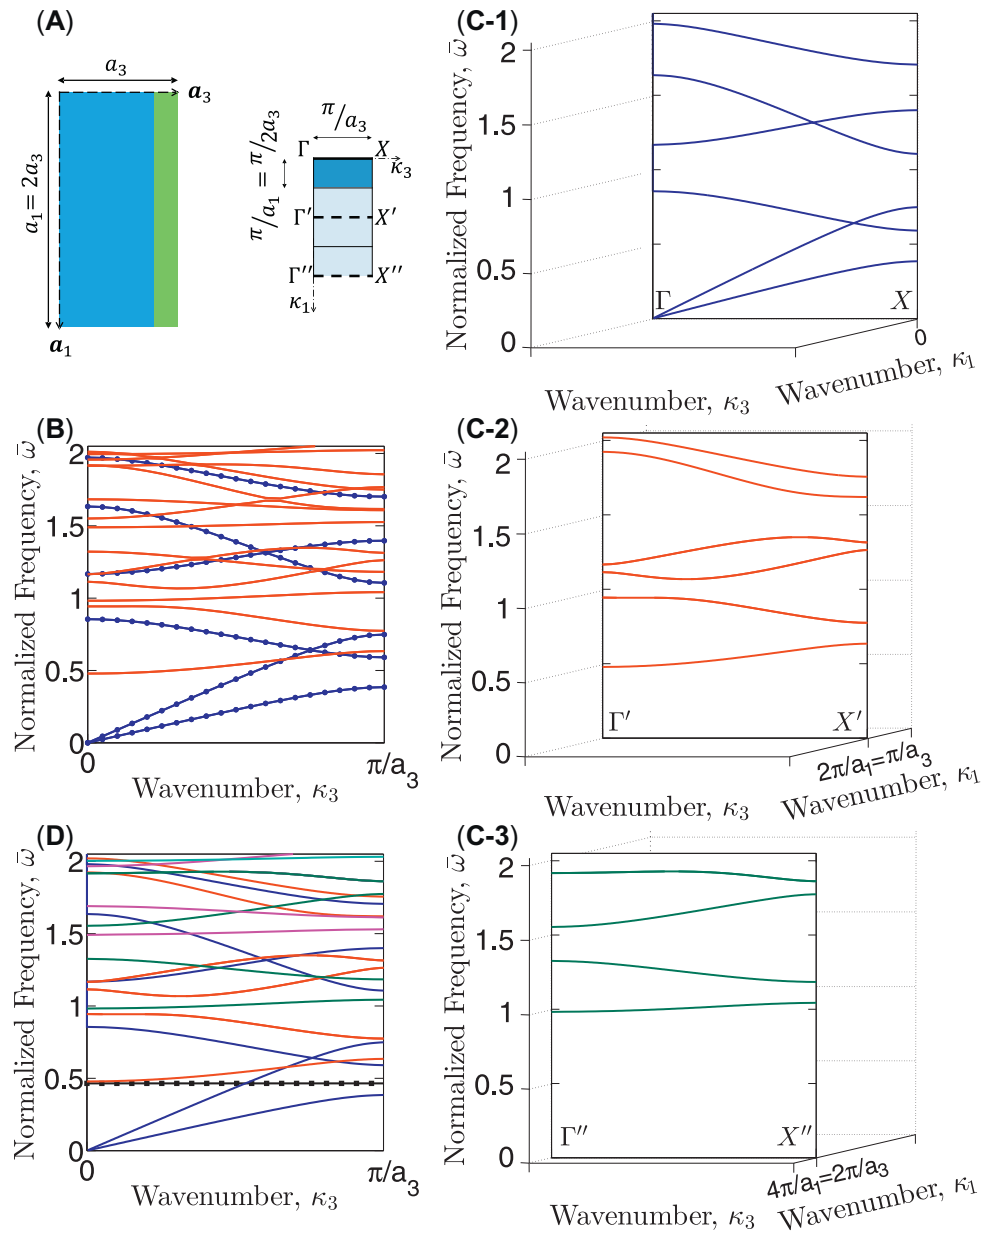 (A)
a₃
a₃
a₁ = 2a₃
a₁
π/a₃
Γ
X
κ₃
π/a₁ = π/2a₃
Γ′
X′
Γ″
X″
κ₁
(C-1)
Normalized Frequency, ω̄
2
1.5
1
0.5
0
Γ
X
0
Wavenumber, κ₃
Wavenumber, κ₁
(B)
Normalized Frequency, ω̄
2
1.5
1
0.5
0
0
π/a₃
Wavenumber, κ₃
(C-2)
Normalized Frequency, ω̄
2
1.5
1
0.5
0
Γ′
X′
2π/a₁=π/a₃
Wavenumber, κ₃
Wavenumber, κ₁
(D)
Normalized Frequency, ω̄
2
1.5
1
0.5
0
0
π/a₃
Wavenumber, κ₃
(C-3)
Normalized Frequency, ω̄
2
1.5
1
0.5
0
Γ″
X″
4π/a₁=2π/a₃
Wavenumber, κ₃
Wavenumber, κ₁